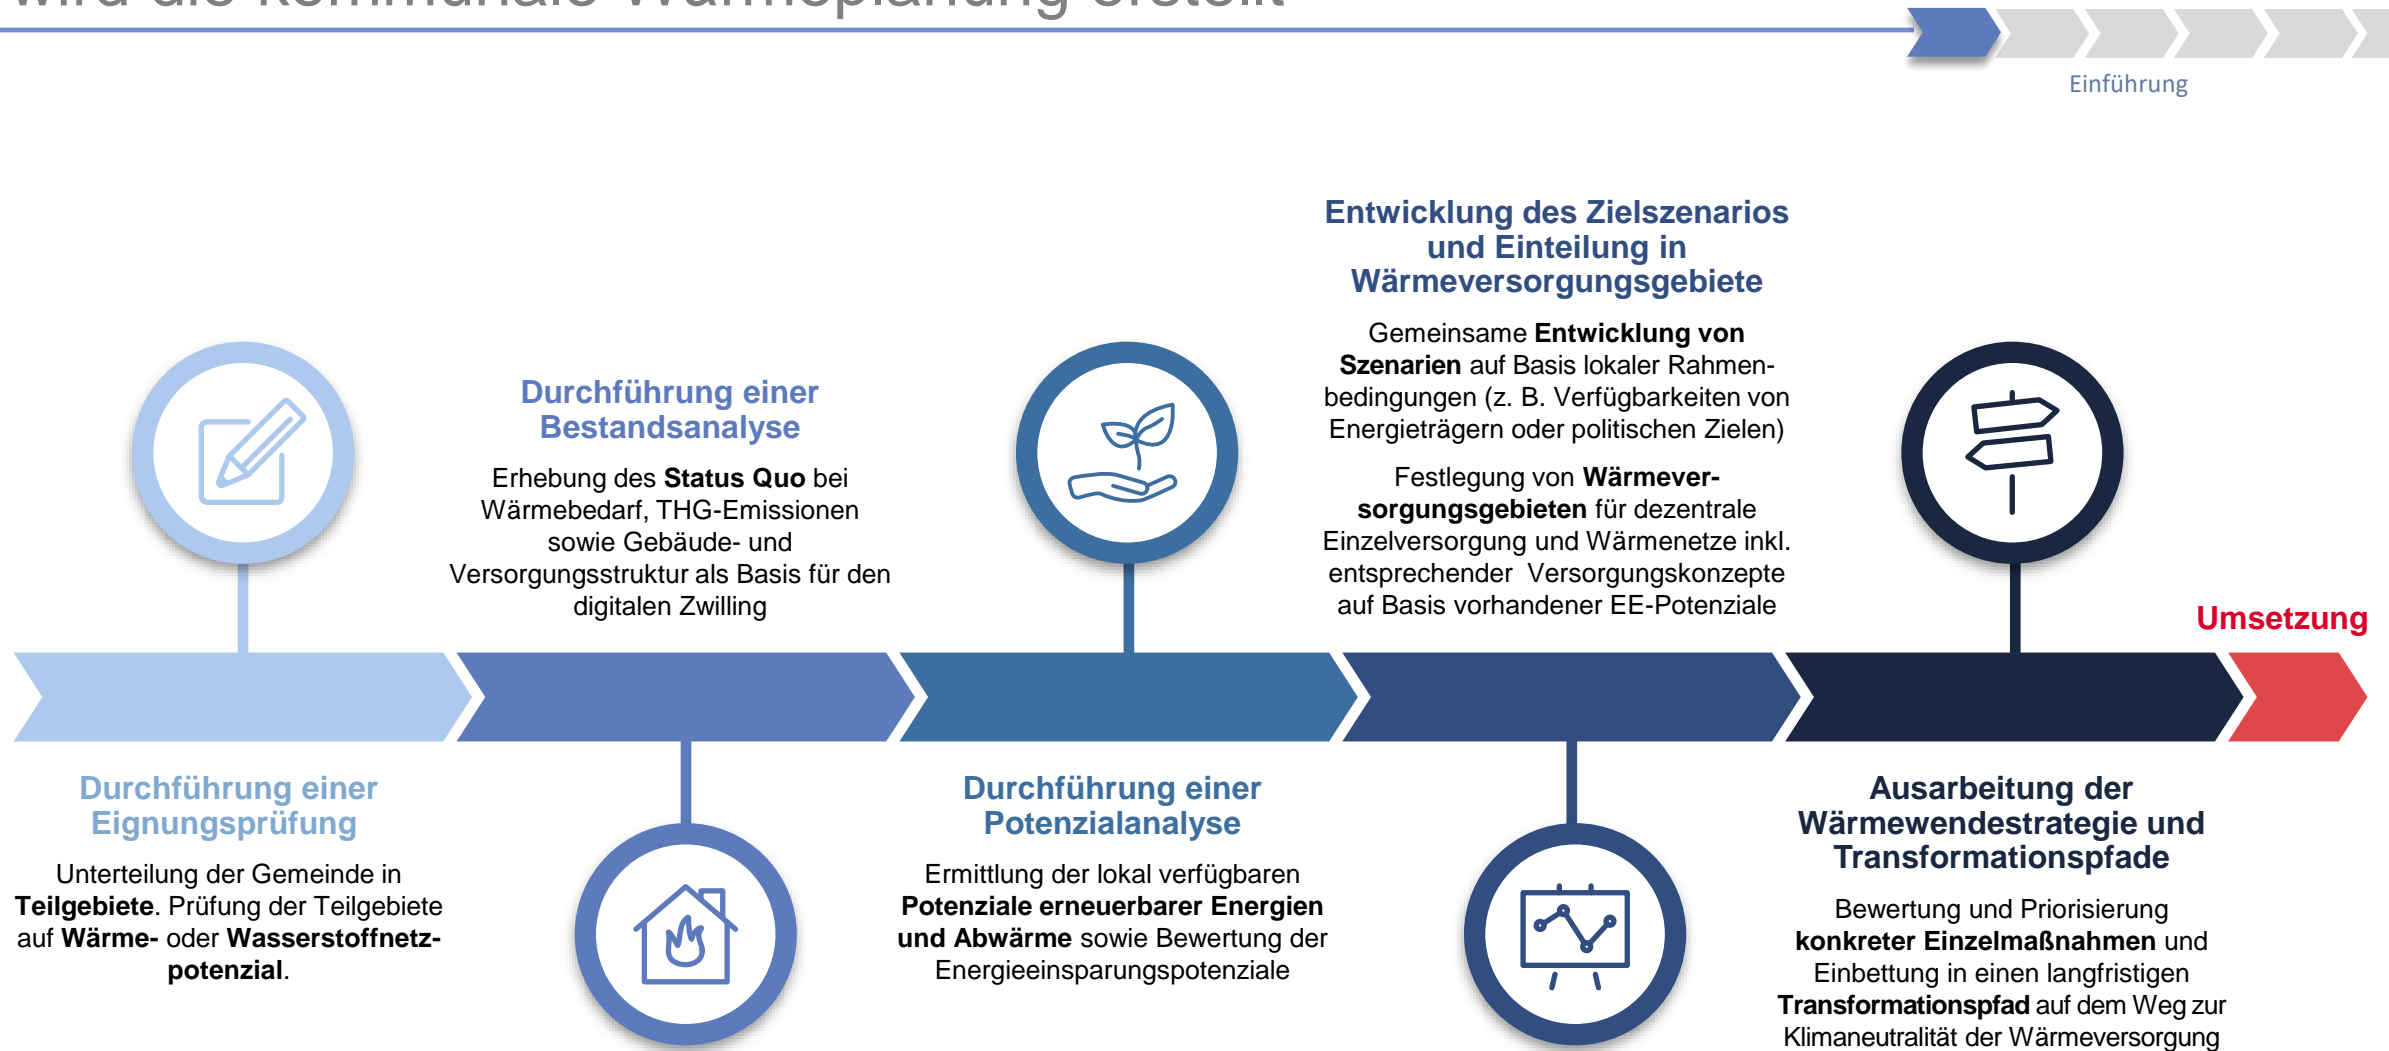 wird die kommunale Wärmeplanung erstellt
Einführung
Durchführung einer
Eignungsprüfung
Unterteilung der Gemeinde in
Teilgebiete. Prüfung der Teilgebiete
auf Wärme- oder Wasserstoffnetz-
potenzial.
Durchführung einer
Bestandsanalyse
Erhebung des Status Quo bei
Wärmebedarf, THG-Emissionen
sowie Gebäude- und
Versorgungsstruktur als Basis für den
digitalen Zwilling
Durchführung einer
Potenzialanalyse
Ermittlung der lokal verfügbaren
Potenziale erneuerbarer Energien
und Abwärme sowie Bewertung der
Energieeinsparungspotenziale
Entwicklung des Zielszenarios
und Einteilung in
Wärmeversorgungsgebiete
Gemeinsame Entwicklung von
Szenarien auf Basis lokaler Rahmen-
bedingungen (z. B. Verfügbarkeiten von
Energieträgern oder politischen Zielen)
Festlegung von Wärmever-
sorgungsgebieten für dezentrale
Einzelversorgung und Wärmenetze inkl.
entsprechender Versorgungskonzepte
auf Basis vorhandener EE-Potenziale
Ausarbeitung der
Wärmewendestrategie und
Transformationspfade
Bewertung und Priorisierung
konkreter Einzelmaßnahmen und
Einbettung in einen langfristigen
Transformationspfad auf dem Weg zur
Klimaneutralität der Wärmeversorgung
Umsetzung